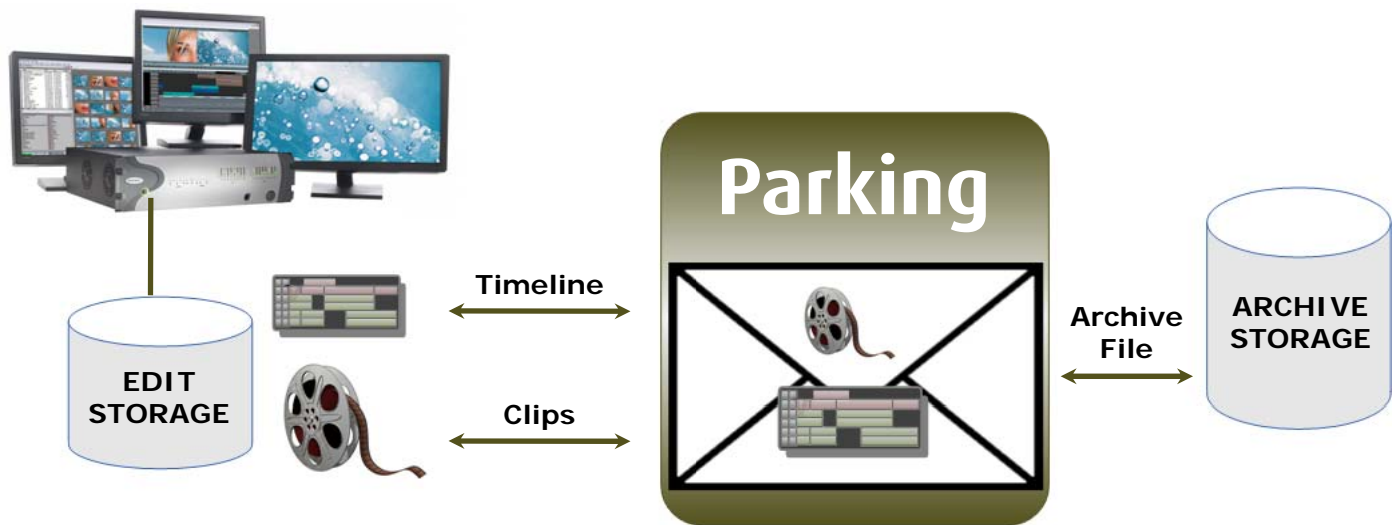 Parking
Timeline
EDIT
STORAGE
Clips
Archive
File
ARCHIVE
STORAGE